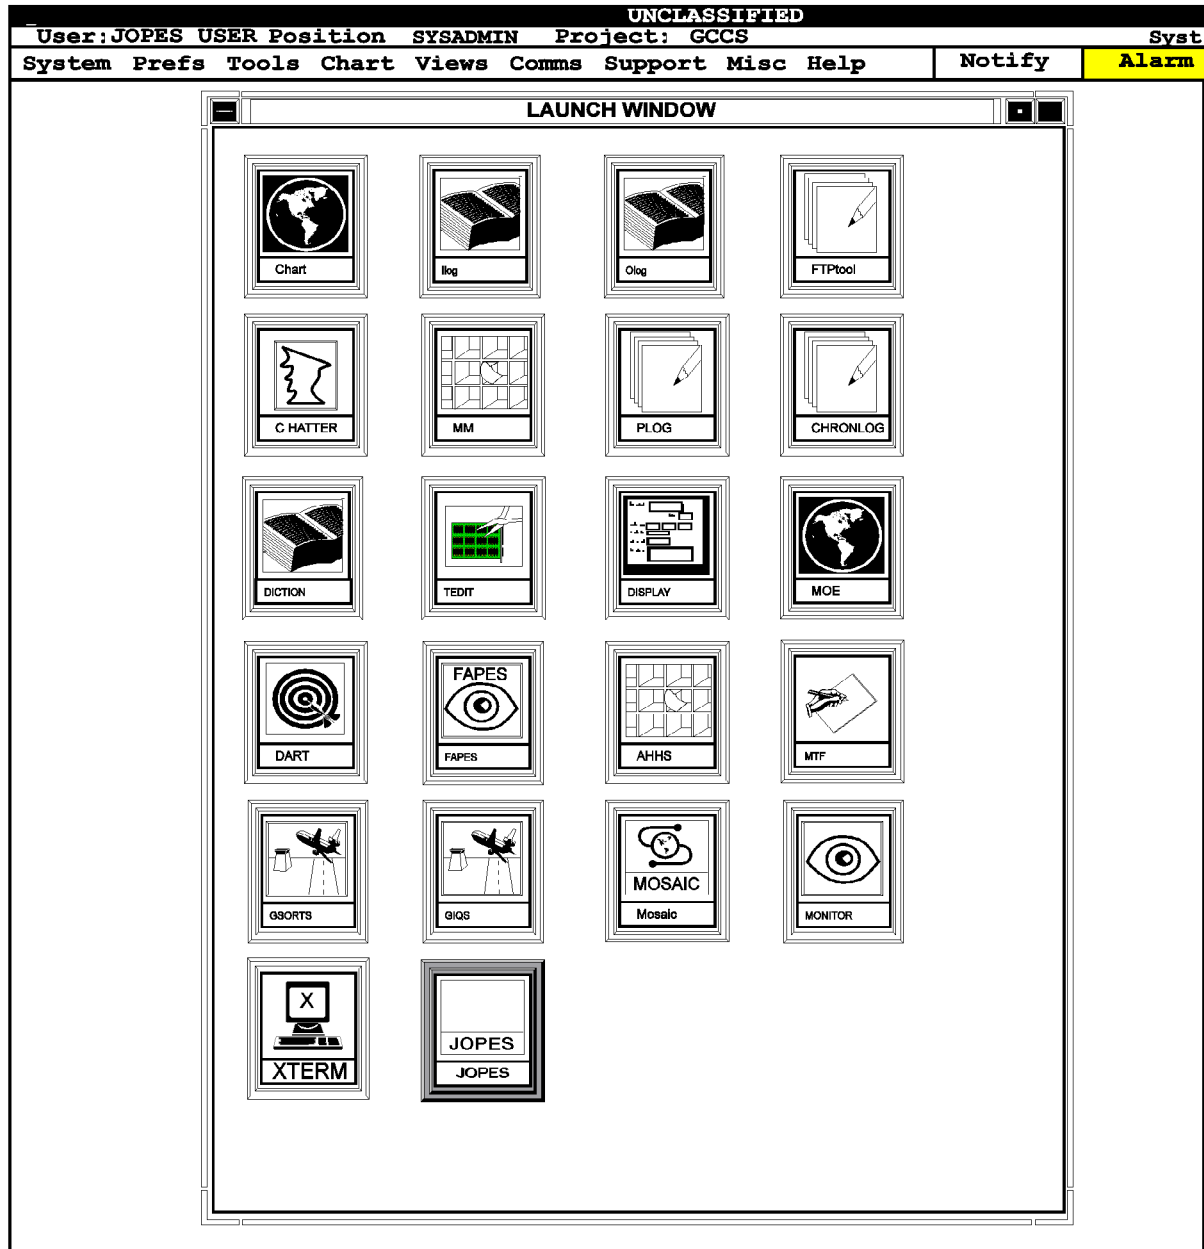 UNCLASSIFIED
User:JOPES USER Position SYSADMIN Project: GCCS Syst
System Prefs Tools Chart Views Comms Support Misc Help Notify Alarm
LAUNCH WINDOW
Chart Ilog Olog FTPtool
C HATTER MM PLOG CHRONLOG
DICTION TEDIT DISPLAY MOE
FAPES
DART FAPES AHHS MTF
MOSAIC
GSORTS GIQS Mosaic MONITOR
X
JOPES
XTERM JOPES